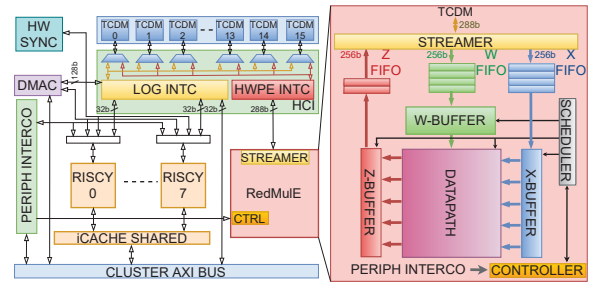 HW
SYNC
TCDM
0
TCDM
1
TCDM
2
TCDM
13
TCDM
14
TCDM
15
DMAC
128b
LOG INTC
HWPE INTC
HCI
32b
32b
32b
288b
PERIPH INTERCO
RISCY
0
RISCY
7
STREAMER
RedMulE
CTRL
iCACHE SHARED
CLUSTER AXI BUS
TCDM
288b
STREAMER
256b
Z
FIFO
256b
W
FIFO
256b
X
FIFO
W-BUFFER
SCHEDULER
Z-BUFFER
DATAPATH
X-BUFFER
PERIPH INTERCO
CONTROLLER